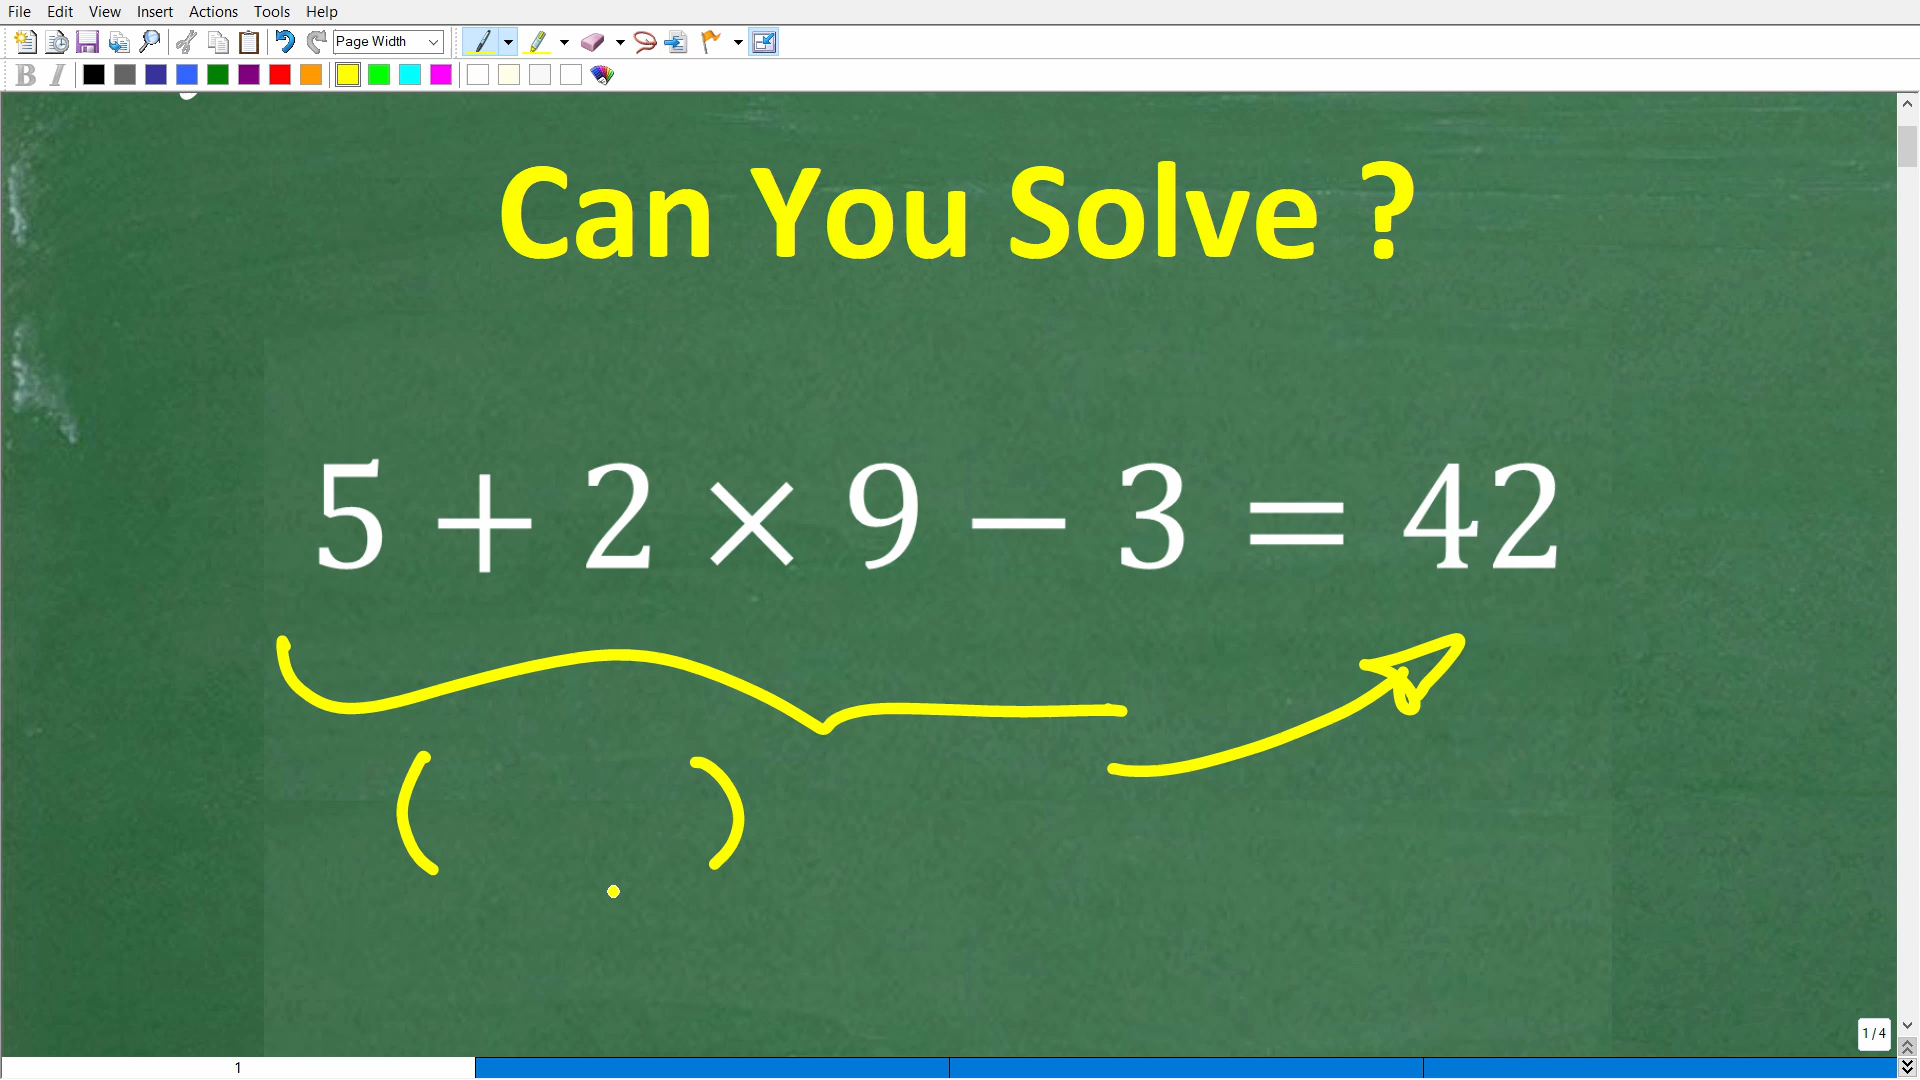 File Edit View Insert Actions Tools Help
Page Width
B I
Can You Solve ?
5 + 2 × 9 − 3 = 42
( )
1 / 4
1